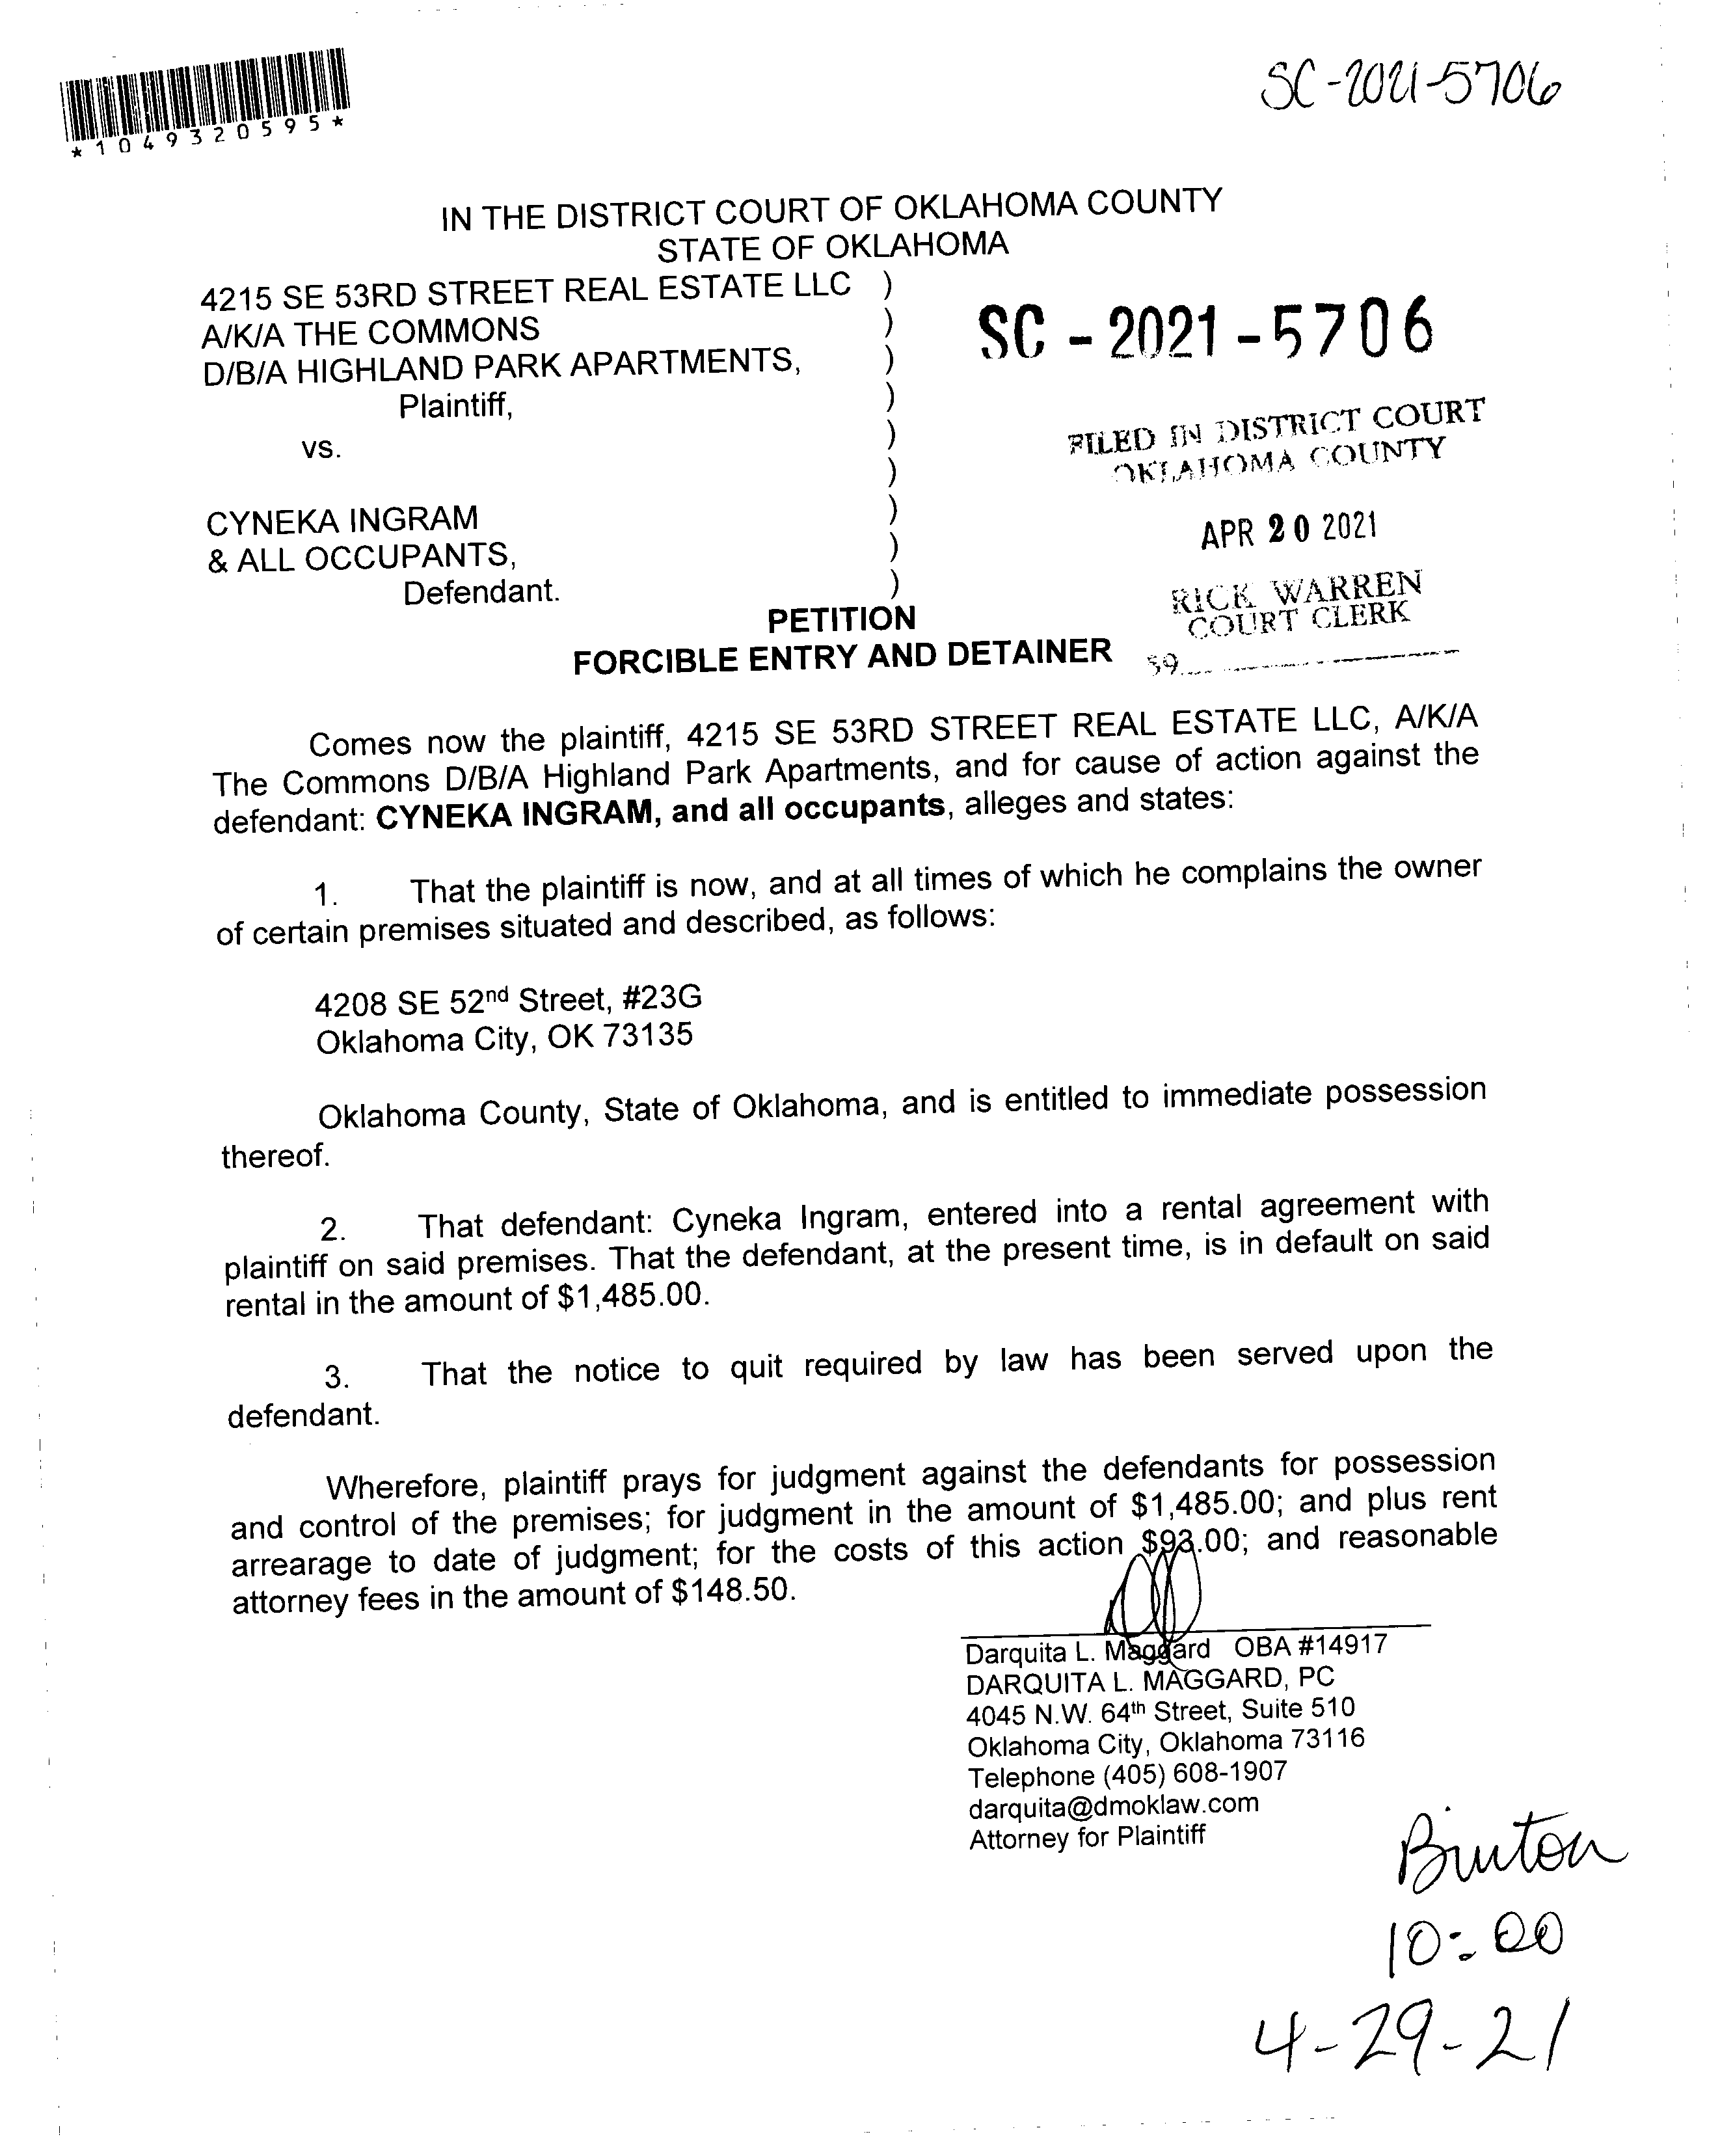 SC-2021-5706
*1049320595*
IN THE DISTRICT COURT OF OKLAHOMA COUNTY
STATE OF OKLAHOMA
4215 SE 53RD STREET REAL ESTATE LLC )
A/K/A THE COMMONS )
D/B/A HIGHLAND PARK APARTMENTS, )
Plaintiff, )
vs. )
)
CYNEKA INGRAM )
& ALL OCCUPANTS, )
Defendant. )
SC-2021-5706
FILED IN DISTRICT COURT
OKLAHOMA COUNTY
APR 20 2021
RICK WARREN
COURT CLERK
39
PETITION
FORCIBLE ENTRY AND DETAINER
Comes now the plaintiff, 4215 SE 53RD STREET REAL ESTATE LLC, A/K/A
The Commons D/B/A Highland Park Apartments, and for cause of action against the
defendant: CYNEKA INGRAM, and all occupants, alleges and states:
1. That the plaintiff is now, and at all times of which he complains the owner
of certain premises situated and described, as follows:
4208 SE 52nd Street, #23G
Oklahoma City, OK 73135
Oklahoma County, State of Oklahoma, and is entitled to immediate possession
thereof.
2. That defendant: Cyneka Ingram, entered into a rental agreement with
plaintiff on said premises. That the defendant, at the present time, is in default on said
rental in the amount of $1,485.00.
3. That the notice to quit required by law has been served upon the
defendant.
Wherefore, plaintiff prays for judgment against the defendants for possession
and control of the premises; for judgment in the amount of $1,485.00; and plus rent
arrearage to date of judgment; for the costs of this action $93.00; and reasonable
attorney fees in the amount of $148.50.
Darquita L. Maggard OBA #14917
DARQUITA L. MAGGARD, PC
4045 N.W. 64th Street, Suite 510
Oklahoma City, Oklahoma 73116
Telephone (405) 608-1907
darquita@dmoklaw.com
Attorney for Plaintiff
10:00
4-29-21